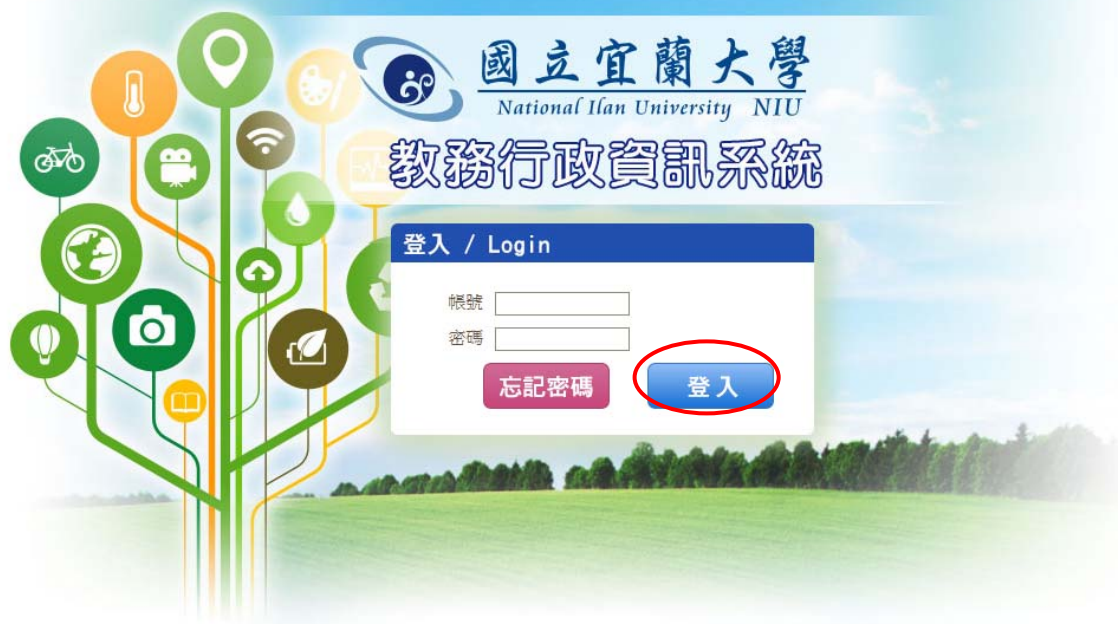 國立宜蘭大學
National Ilan University NIU
教務行政資訊系統
登入 / Login
帳號
密碼
忘記密碼 登入